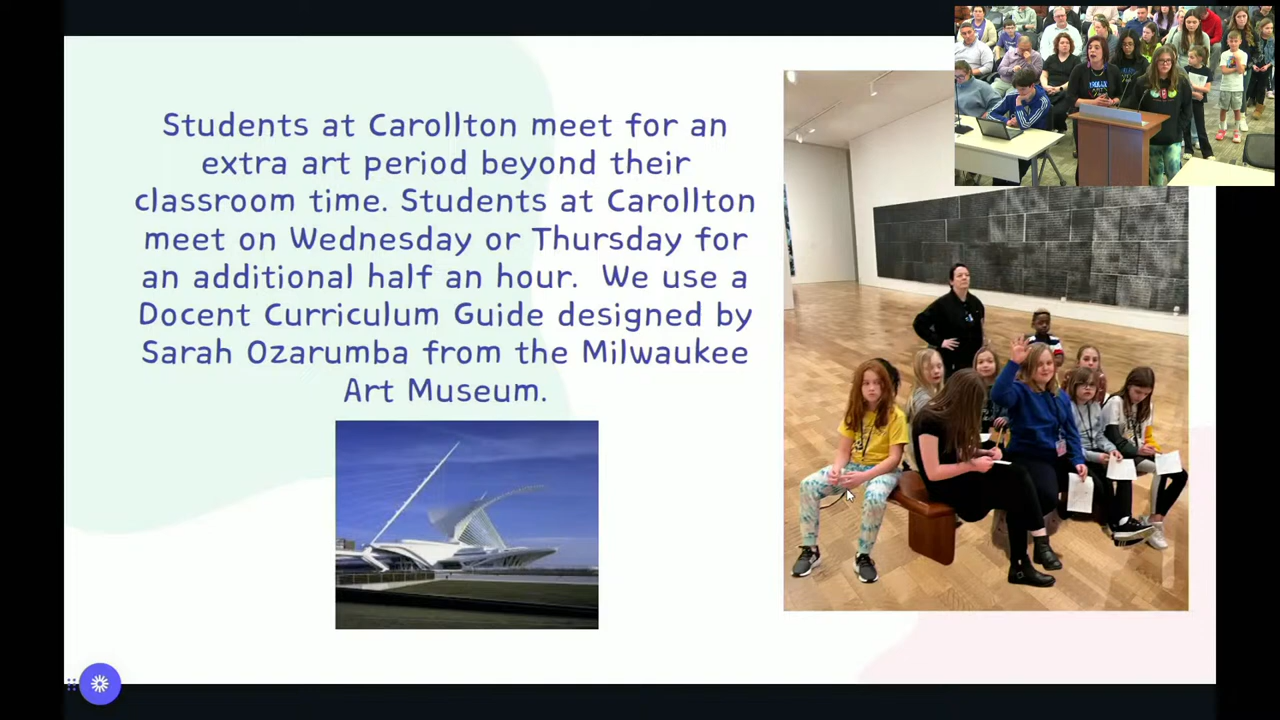 Students at Carollton meet for an
extra art period beyond their
classroom time. Students at Carollton
meet on Wednesday or Thursday for
an additional half an hour.  We use a
Docent Curriculum Guide designed by
Sarah Ozarumba from the Milwaukee
Art Museum.